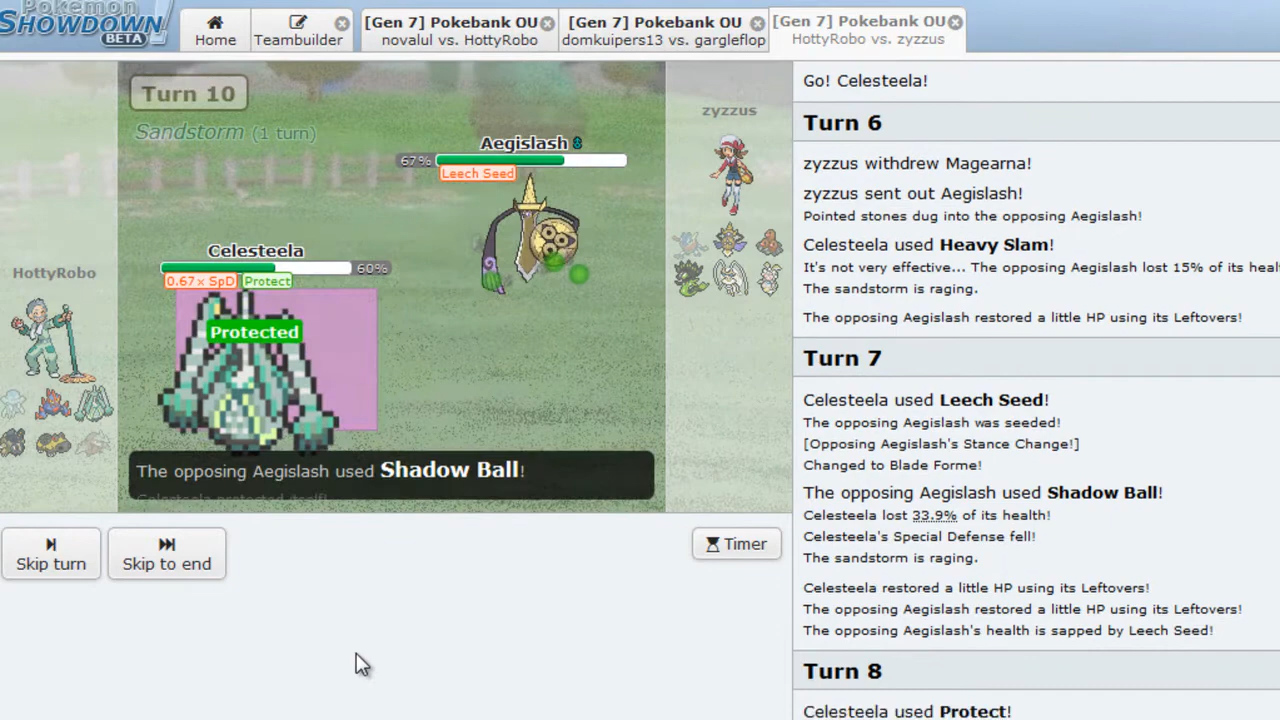 Pokémon
SHOWDOWN
BETA
Home
Teambuilder
[Gen 7] Pokebank OU
novalul vs. HottyRobo
[Gen 7] Pokebank OU
domkuipers13 vs. gargleflop
[Gen 7] Pokebank OU
HottyRobo vs. zyzzus
Turn 10
Sandstorm (1 turn)
zyzzus
Aegislash
67%
Leech Seed
HottyRobo
Celesteela
60%
0.67× SpD Protect
Protected
The opposing Aegislash used Shadow Ball!
Celesteela protected itself!
Skip turn
Skip to end
Timer
Go! Celesteela!
Turn 6
zyzzus withdrew Magearna!
zyzzus sent out Aegislash!
Pointed stones dug into the opposing Aegislash!
Celesteela used Heavy Slam!
It's not very effective... The opposing Aegislash lost 15% of its heal
The sandstorm is raging.
The opposing Aegislash restored a little HP using its Leftovers!
Turn 7
Celesteela used Leech Seed!
The opposing Aegislash was seeded!
[Opposing Aegislash's Stance Change!]
Changed to Blade Forme!
The opposing Aegislash used Shadow Ball!
Celesteela lost 33.9% of its health!
Celesteela's Special Defense fell!
The sandstorm is raging.
Celesteela restored a little HP using its Leftovers!
The opposing Aegislash restored a little HP using its Leftovers!
The opposing Aegislash's health is sapped by Leech Seed!
Turn 8
Celesteela used Protect!